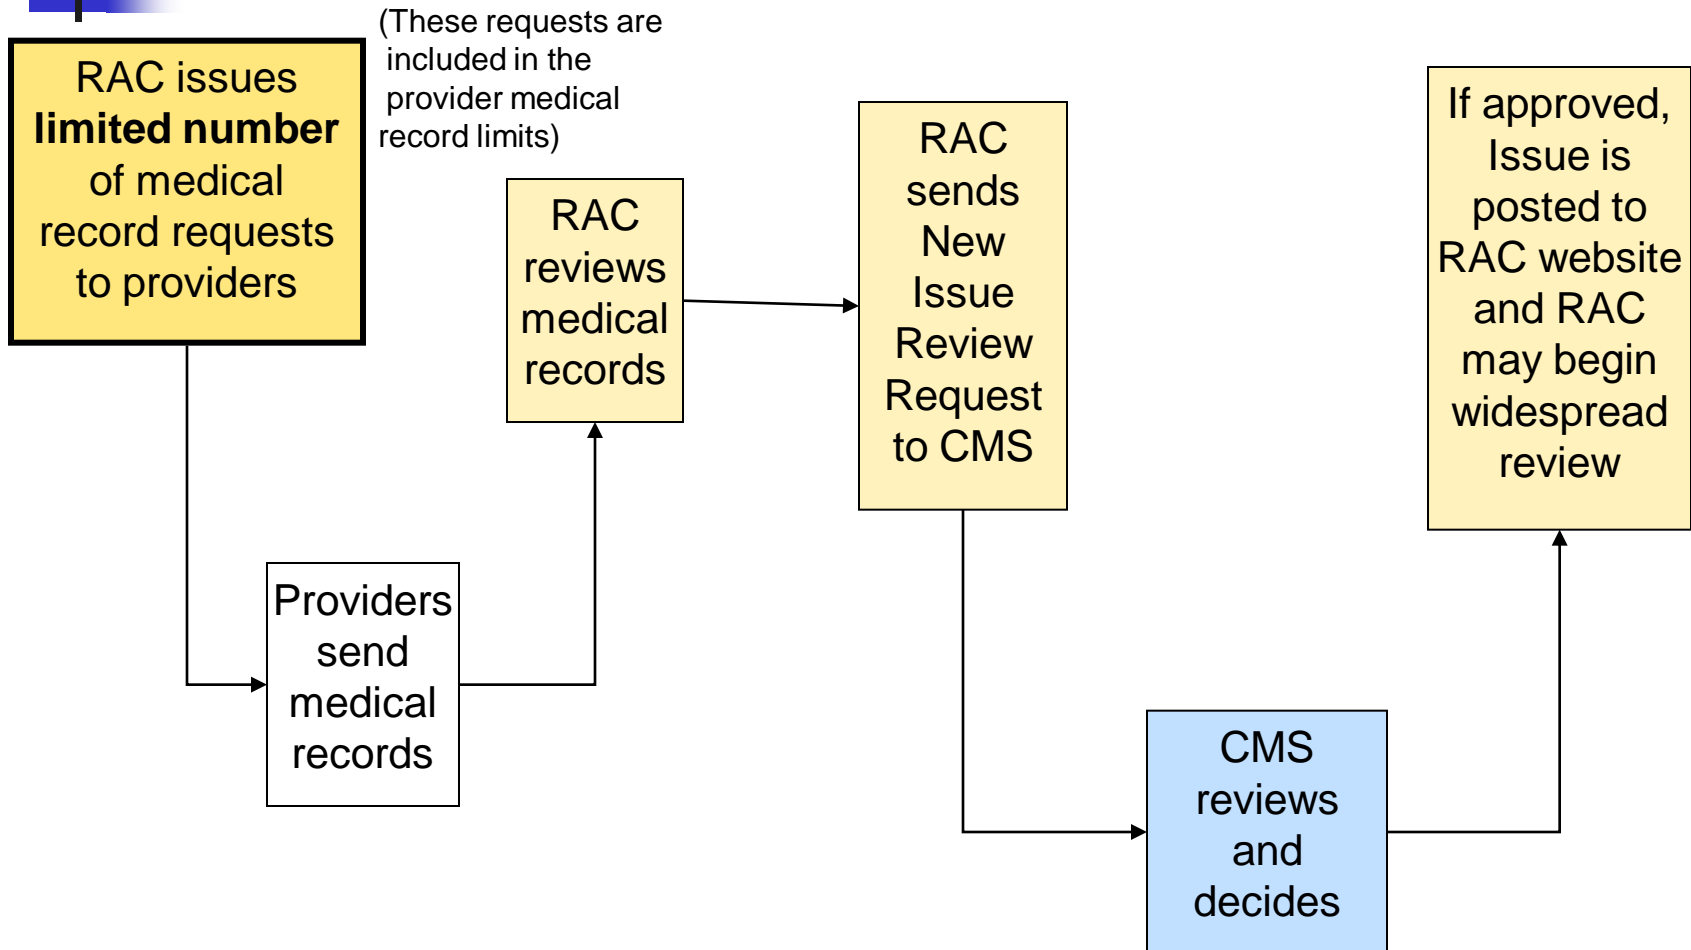 (These requests are
included in the
provider medical
record limits)
RAC issues
limited number
of medical
record requests
to providers
Providers
send
medical
records
RAC
reviews
medical
records
RAC
sends
New
Issue
Review
Request
to CMS
CMS
reviews
and
decides
If approved,
Issue is
posted to
RAC website
and RAC
may begin
widespread
review